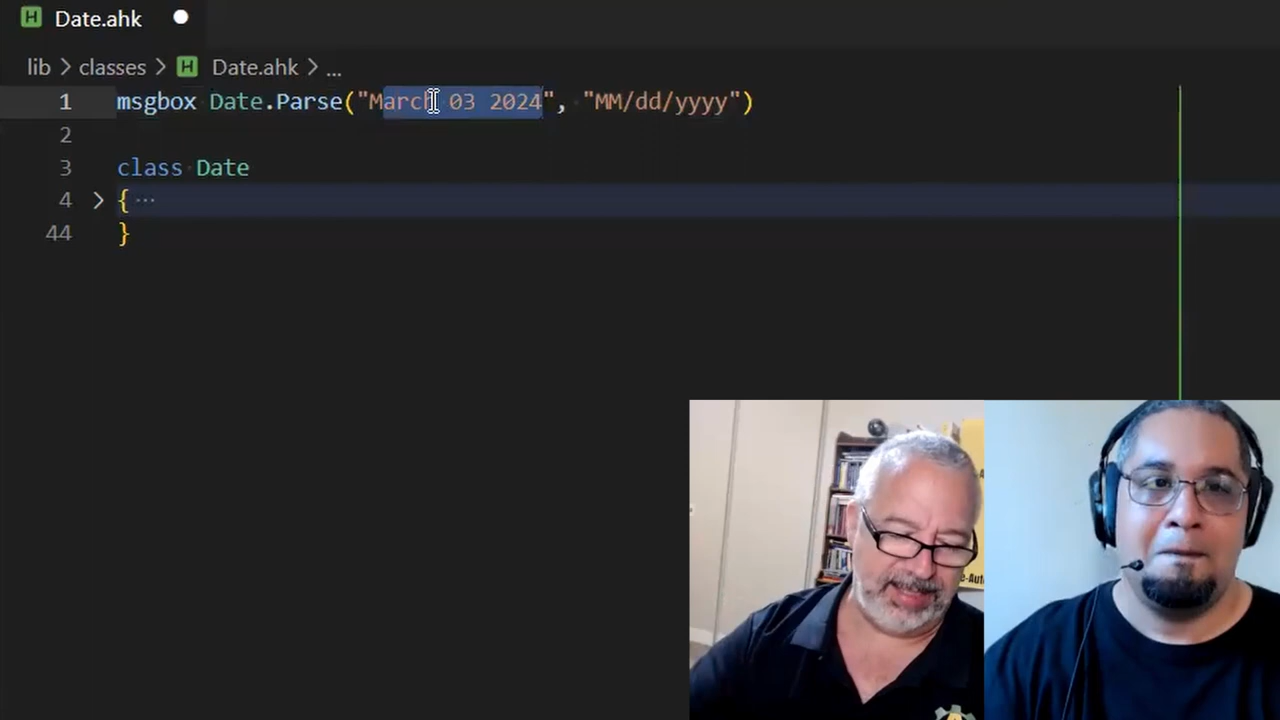 Date.ahk
lib > classes > Date.ahk > ...
1 msgbox Date.Parse("March 03 2024", "MM/dd/yyyy")
2
3 class Date
4 > { ···
44 }